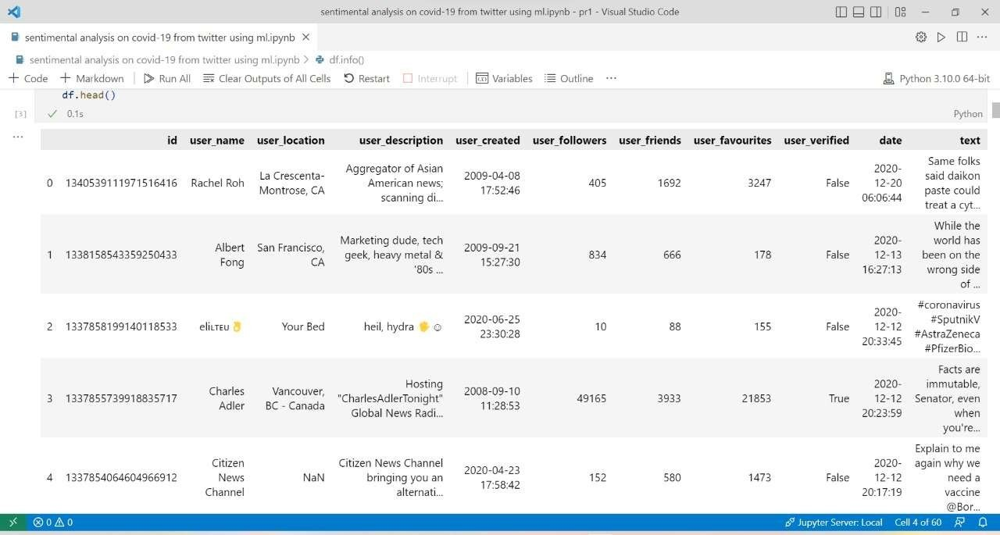 sentimental analysis on covid-19 from twitter using ml.ipynb - pr1 - Visual Studio Code
sentimental analysis on covid-19 from twitter using ml.ipynb
sentimental analysis on covid-19 from twitter using ml.ipynb > df.info()
+ Code + Markdown Run All Clear Outputs of All Cells Restart Interrupt Variables Outline ... Python 3.10.0 64-bit
df.head()
[3] 0.1s Python
id user_name user_location user_description user_created user_followers user_friends user_favourites user_verified date text
Same folks
Aggregator of Asian 2020- said daikon
La Crescenta- American news; 2009-04-08 12-20 paste could
0 1340539111971516416 Rachel Roh Montrose, CA scanning di... 17:52:46 405 1692 3247 False 06:06:44 treat a cyt...
While the
Marketing dude, tech 2020- world has
1 1338158543359250433 Albert San Francisco, geek, heavy metal & 2009-09-21 834 666 178 False 12-13 been on the
Fong CA '80s ... 15:27:30 16:27:13 wrong side
of ...
#coronavirus
2020- #SputnikV
2 1337858199140118533 eliʟᴛᴇᴜ👌 Your Bed heil, hydra 🖐☺ 2020-06-25 10 88 155 False 12-12 #AstraZeneca
23:30:28 20:33:45 #PfizerBio...
Facts are
Hosting 2020- immutable,
3 1337855739918835717 Charles Vancouver, "CharlesAdlerTonight" 2008-09-10 49165 3933 21853 True 12-12 Senator, even
Adler BC - Canada Global News Radi... 11:28:53 20:23:59 when
you're...
Explain to me
Citizen Citizen News Channel 2020- again why we
4 1337854064604966912 News NaN bringing you an 2020-04-23 152 580 1473 False 12-12 need a
Channel alternati... 17:58:42 20:17:19 vaccine
@Bor...
0 0 Jupyter Server: Local Cell 4 of 60